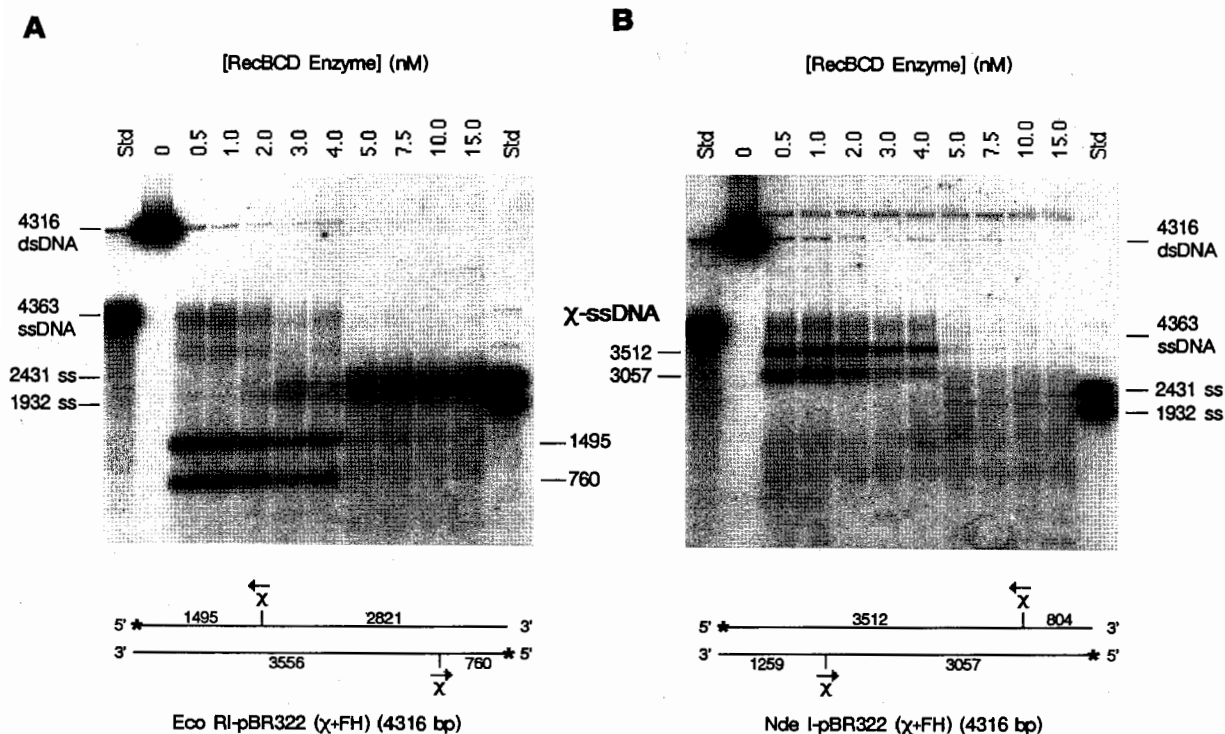 A
[RecBCD Enzyme] (nM)
Std 0 0.5 1.0 2.0 3.0 4.0 5.0 7.5 10.0 15.0 Std
4316
dsDNA
4363
ssDNA
2431 ss
1932 ss
1495
760
χ
1495 2821
5' * 3'
3' * 5'
3556 760
χ
Eco RI-pBR322 (χ+FH) (4316 bp)
B
[RecBCD Enzyme] (nM)
Std 0 0.5 1.0 2.0 3.0 4.0 5.0 7.5 10.0 15.0 Std
χ-ssDNA
3512
3057
4316
dsDNA
4363
ssDNA
2431 ss
1932 ss
χ
3512 804
5' * 3'
3' * 5'
1259 3057
χ
Nde I-pBR322 (χ+FH) (4316 bp)